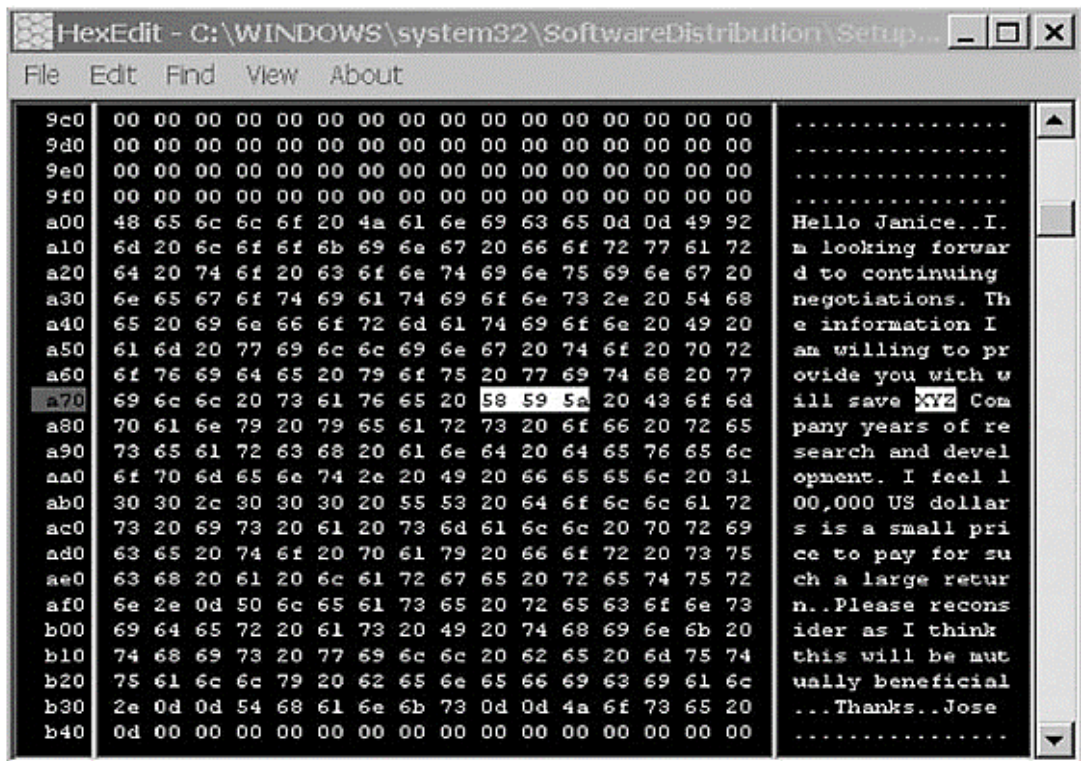 HexEdit - C:\WINDOWS\system32\SoftwareDistribution\Setup...
File Edit Find View About
9c0 00 00 00 00 00 00 00 00 00 00 00 00 00 00 00 00 ................
9d0 00 00 00 00 00 00 00 00 00 00 00 00 00 00 00 00 ................
9e0 00 00 00 00 00 00 00 00 00 00 00 00 00 00 00 00 ................
9f0 00 00 00 00 00 00 00 00 00 00 00 00 00 00 00 00 ................
a00 48 65 6c 6c 6f 20 4a 61 6e 69 63 65 0d 0d 49 92 Hello Janice..I.
a10 6d 20 6c 6f 6f 6b 69 6e 67 20 66 6f 72 77 61 72 m looking forwar
a20 64 20 74 6f 20 63 6f 6e 74 69 6e 75 69 6e 67 20 d to continuing
a30 6e 65 67 6f 74 69 61 74 69 6f 6e 73 2e 20 54 68 negotiations. Th
a40 65 20 69 6e 66 6f 72 6d 61 74 69 6f 6e 20 49 20 e information I
a50 61 6d 20 77 69 6c 6c 69 6e 67 20 74 6f 20 70 72 am willing to pr
a60 6f 76 69 64 65 20 79 6f 75 20 77 69 74 68 20 77 ovide you with w
a70 69 6c 6c 20 73 61 76 65 20 58 59 5a 20 43 6f 6d ill save XYZ Com
a80 70 61 6e 79 20 79 65 61 72 73 20 6f 66 20 72 65 pany years of re
a90 73 65 61 72 63 68 20 61 6e 64 20 64 65 76 65 6c search and devel
aa0 6f 70 6d 65 6e 74 2e 20 49 20 66 65 65 6c 20 31 opment. I feel 1
ab0 30 30 2c 30 30 30 20 55 53 20 64 6f 6c 6c 61 72 00,000 US dollar
ac0 73 20 69 73 20 61 20 73 6d 61 6c 6c 20 70 72 69 s is a small pri
ad0 63 65 20 74 6f 20 70 61 79 20 66 6f 72 20 73 75 ce to pay for su
ae0 63 68 20 61 20 6c 61 72 67 65 20 72 65 74 75 72 ch a large retur
af0 6e 2e 0d 50 6c 65 61 73 65 20 72 65 63 6f 6e 73 n..Please recons
b00 69 64 65 72 20 61 73 20 49 20 74 68 69 6e 6b 20 ider as I think
b10 74 68 69 73 20 77 69 6c 6c 20 62 65 20 6d 75 74 this will be mut
b20 75 61 6c 6c 79 20 62 65 6e 65 66 69 63 69 61 6c ually beneficial
b30 2e 0d 0d 54 68 61 6e 6b 73 0d 0d 4a 6f 73 65 20 ...Thanks..Jose
b40 0d 00 00 00 00 00 00 00 00 00 00 00 00 00 00 00 ................